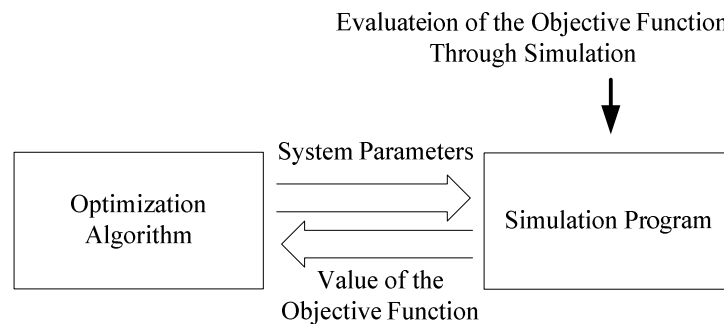 Evaluateion of the Objective Function
Through Simulation
System Parameters
Optimization
Algorithm
Simulation Program
Value of the
Objective Function